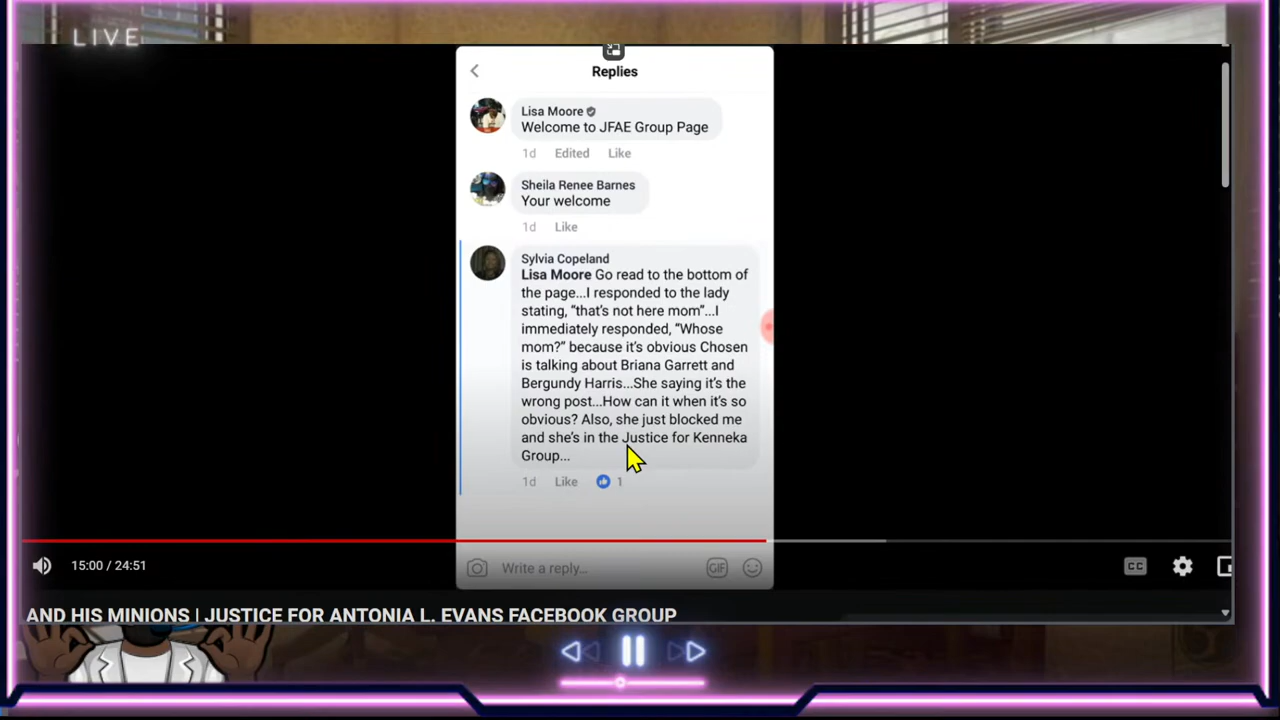 LIVE
Replies
Lisa Moore
Welcome to JFAE Group Page
1d Edited Like
Sheila Renee Barnes
Your welcome
1d Like
Sylvia Copeland
Lisa Moore Go read to the bottom of
the page...I responded to the lady
stating, “that’s not here mom”...I
immediately responded, “Whose
mom?” because it’s obvious Chosen
is talking about Briana Garrett and
Bergundy Harris...She saying it’s the
wrong post...How can it when it’s so
obvious? Also, she just blocked me
and she’s in the Justice for Kenneka
Group...
1d Like 1
15:00 / 24:51
Write a reply...
GIF
CC
AND HIS MINIONS | JUSTICE FOR ANTONIA L. EVANS FACEBOOK GROUP